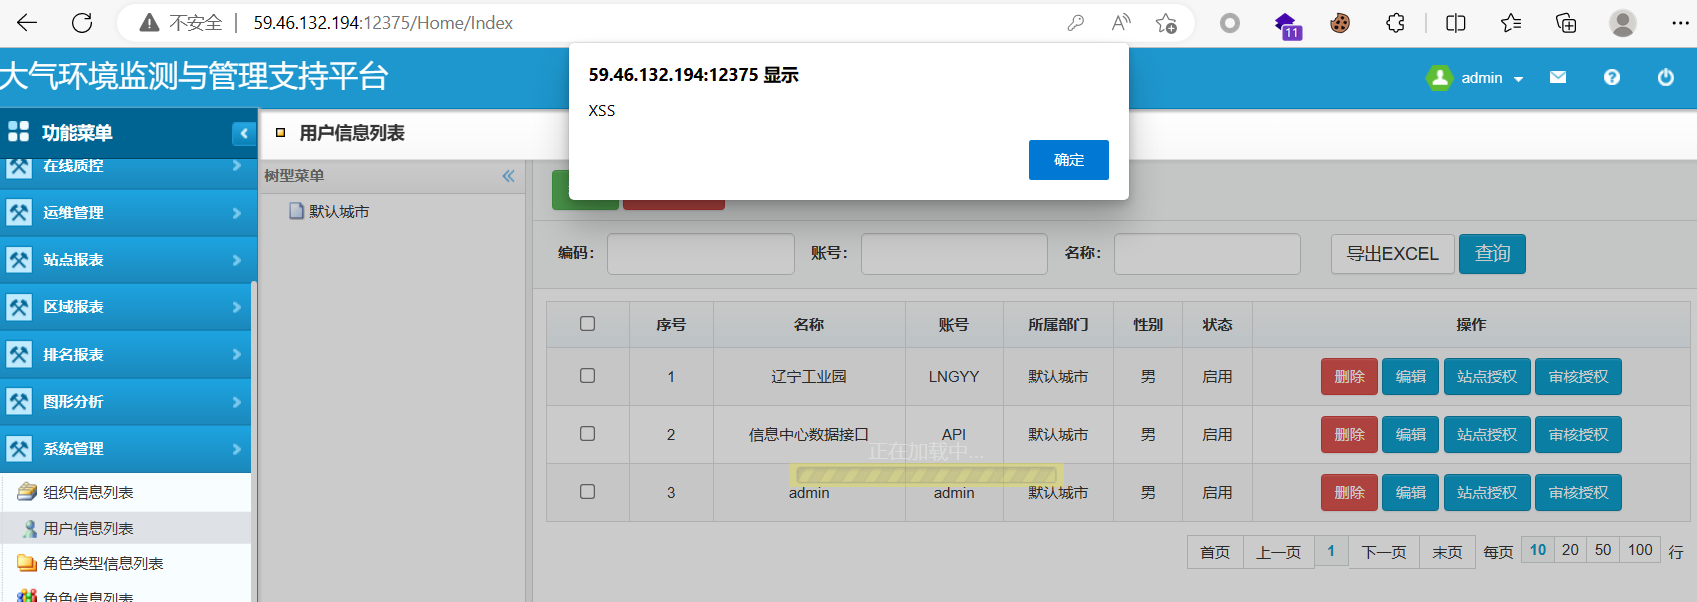 不安全 59.46.132.194:12375/Home/Index
11
大气环境监测与管理支持平台
admin
59.46.132.194:12375 显示
XSS
确定
功能菜单
在线质控
运维管理
站点报表
区域报表
排名报表
图形分析
系统管理
组织信息列表
用户信息列表
角色类型信息列表
角色信息列表
用户信息列表
树型菜单
默认城市
编码: 账号: 名称: 导出EXCEL 查询
序号 名称 账号 所属部门 性别 状态 操作
1 辽宁工业园 LNGYY 默认城市 男 启用 删除 编辑 站点授权 审核授权
2 信息中心数据接口 API 默认城市 男 启用 删除 编辑 站点授权 审核授权
正在加载中...
3 admin admin 默认城市 男 启用 删除 编辑 站点授权 审核授权
首页 上一页 1 下一页 末页 每页 10 20 50 100 行